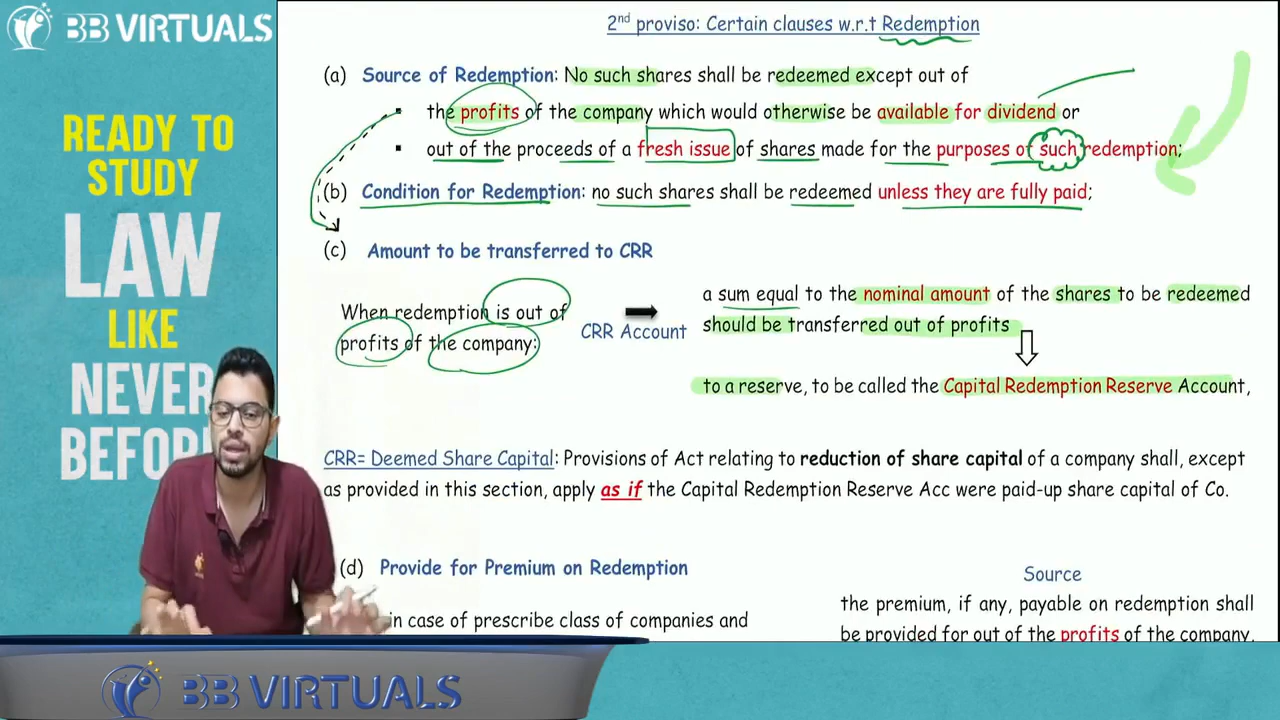 BB VIRTUALS
READY TO
STUDY
LAW
LIKE
NEVER
BEFOR
2nd proviso: Certain clauses w.r.t Redemption
(a) Source of Redemption: No such shares shall be redeemed except out of
▪ the profits of the company which would otherwise be available for dividend or
▪ out of the proceeds of a fresh issue of shares made for the purposes of such redemption;
(b) Condition for Redemption: no such shares shall be redeemed unless they are fully paid;
(c) Amount to be transferred to CRR
When redemption is out of
profits of the company:
CRR Account
a sum equal to the nominal amount of the shares to be redeemed
should be transferred out of profits
to a reserve, to be called the Capital Redemption Reserve Account,
CRR= Deemed Share Capital: Provisions of Act relating to reduction of share capital of a company shall, except
as provided in this section, apply as if the Capital Redemption Reserve Acc were paid-up share capital of Co.
(d) Provide for Premium on Redemption
in case of prescribe class of companies and
Source
the premium, if any, payable on redemption shall
be provided for out of the profits of the company,
BB VIRTUALS